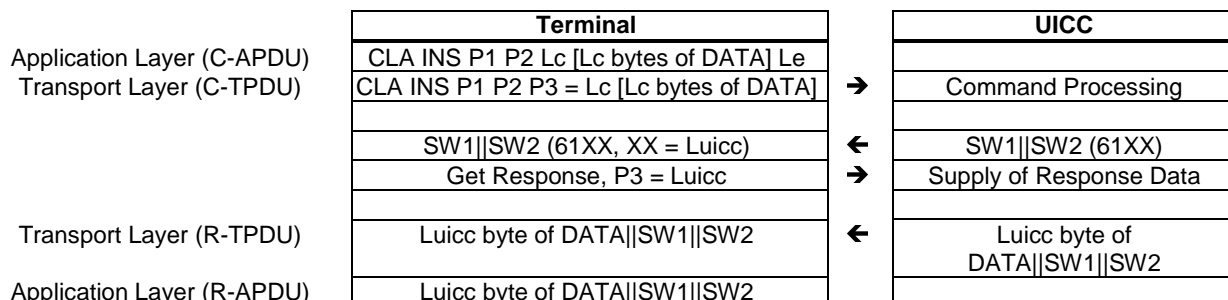 Terminal UICC
Application Layer (C-APDU) CLA INS P1 P2 Lc [Lc bytes of DATA] Le
Transport Layer (C-TPDU) CLA INS P1 P2 P3 = Lc [Lc bytes of DATA] ➔ Command Processing
SW1||SW2 (61XX, XX = Luicc) 🡸 SW1||SW2 (61XX)
Get Response, P3 = Luicc ➔ Supply of Response Data
Transport Layer (R-TPDU) Luicc byte of DATA||SW1||SW2 🡸 Luicc byte of
DATA||SW1||SW2
Application Layer (R-APDU) Luicc byte of DATA||SW1||SW2